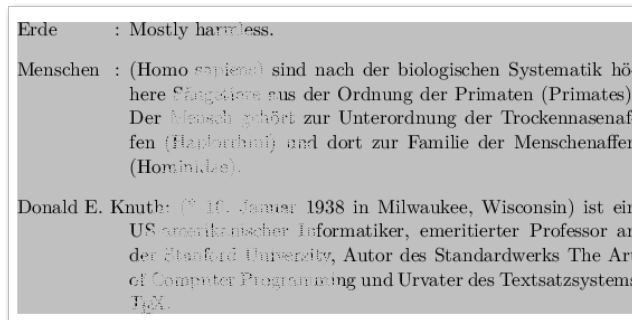 Erde : Mostly harmless.
Menschen : (Homo sapiens) sind nach der biologischen Systematik hö-
here Säugetiere aus der Ordnung der Primaten (Primates)
Der Mensch gehört zur Unterordnung der Trockennasenaf
fen (Haplorrhini) und dort zur Familie der Menschenaffen
(Hominidae).
Donald E. Knuth: (* 10. Januar 1938 in Milwaukee, Wisconsin) ist ein
US-amerikanischer Informatiker, emeritierter Professor an
der Stanford University, Autor des Standardwerks The Art
of Computer Programming und Urvater des Textsatzsystems
TEX.